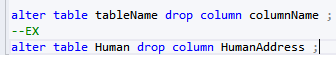 alter table tableName drop column columnName ;
--EX
alter table Human drop column HumanAddress ;